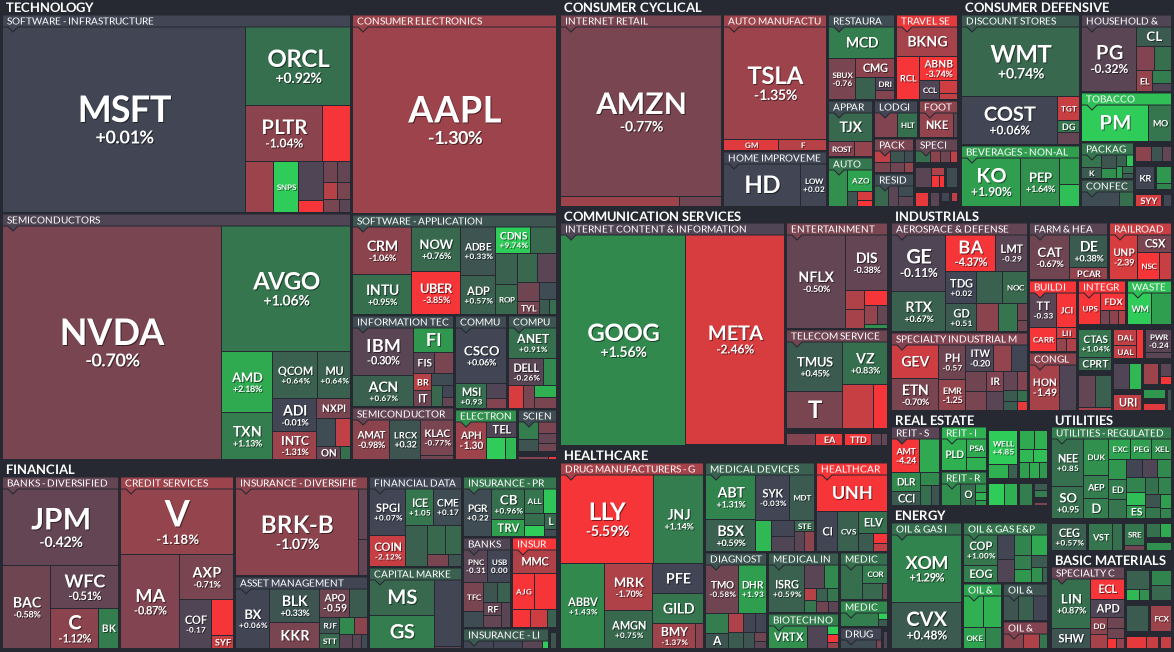 TECHNOLOGY
SOFTWARE - INFRASTRUCTURE
MSFT
+0.01%
ORCL
+0.92%
PLTR
-1.04%
SNPS
CONSUMER ELECTRONICS
AAPL
-1.30%
SEMICONDUCTORS
NVDA
-0.70%
AVGO
+1.06%
AMD
+2.18%
QCOM
+0.64%
MU
+0.64%
TXN
+1.13%
ADI
-0.01%
NXPI
INTC
-1.31%
ON
SOFTWARE - APPLICATION
CRM
-1.06%
NOW
+0.76%
ADBE
+0.33%
CDNS
+9.74%
INTU
+0.95%
UBER
-3.85%
ADP
+0.57%
ROP
TYL
INFORMATION TEC
IBM
-0.30%
FI
FIS
ACN
+0.67%
BR
IT
COMMU
CSCO
+0.06%
MSI
+0.93
COMPU
ANET
+0.91%
DELL
-0.26%
SEMICONDUCTOR
AMAT
-0.98%
LRCX
+0.32
KLAC
-0.77%
ELECTRON
APH
-1.30
TEL
SCIEN
CONSUMER CYCLICAL
INTERNET RETAIL
AMZN
-0.77%
AUTO MANUFACTU
TSLA
-1.35%
GM
F
HOME IMPROVEME
HD
LOW
+0.02
RESTAURA
MCD
SBUX
-0.76
CMG
DRI
TRAVEL SE
BKNG
RCL
ABNB
-3.74%
CCL
APPAR
TJX
ROST
LODGI
HLT
FOOT
NKE
AUTO
AZO
PACK
SPECI
RESID
CONSUMER DEFENSIVE
DISCOUNT STORES
WMT
+0.74%
COST
+0.06%
TGT
DG
HOUSEHOLD &
PG
-0.32%
CL
EL
TOBACCO
PM
MO
BEVERAGES - NON-AL
KO
+1.90%
PEP
+1.64%
PACKAG
K
KR
CONFEC
SYY
COMMUNICATION SERVICES
INTERNET CONTENT & INFORMATION
GOOG
+1.56%
META
-2.46%
ENTERTAINMENT
NFLX
-0.50%
DIS
-0.38%
TELECOM SERVICE
TMUS
+0.45%
VZ
+0.83%
T
EA
TTD
INDUSTRIALS
AEROSPACE & DEFENSE
GE
-0.11%
BA
-4.37%
LMT
-0.29
RTX
+0.67%
TDG
+0.02
NOC
GD
+0.51
FARM & HEA
CAT
-0.67%
DE
+0.38%
PCAR
RAILROAD
UNP
-2.39
CSX
NSC
BUILDI
TT
-0.33
JCI
CARR
LII
INTEGR
UPS
FDX
WASTE
WM
SPECIALTY INDUSTRIAL M
GEV
PH
-0.57
ITW
-0.20
ETN
-0.70%
EMR
-1.25
IR
CONGL
HON
-1.49
CTAS
+1.04%
CPRT
DAL
UAL
PWR
-0.24
URI
FINANCIAL
BANKS - DIVERSIFIED
JPM
-0.42%
BAC
-0.58%
WFC
-0.51%
C
-1.12%
BK
CREDIT SERVICES
V
-1.18%
MA
-0.87%
AXP
-0.71%
COF
-0.17
SYF
INSURANCE - DIVERSIFIE
BRK-B
-1.07%
ASSET MANAGEMENT
BX
+0.06%
BLK
+0.33%
APO
-0.59
KKR
RJF
STT
FINANCIAL DATA
SPGI
+0.07%
ICE
+1.05
CME
+0.17
COIN
-2.12%
CAPITAL MARKE
MS
GS
INSURANCE - PR
PGR
+0.22
CB
+0.96%
ALL
TRV
L
BANKS
PNC
-0.31
USB
0.00
TFC
RF
INSUR
MMC
AJG
INSURANCE - LI
HEALTHCARE
DRUG MANUFACTURERS - G
LLY
-5.59%
JNJ
+1.14%
ABBV
+1.43%
MRK
-1.70%
PFE
AMGN
+0.75%
GILD
BMY
-1.37%
MEDICAL DEVICES
ABT
+1.31%
SYK
-0.03%
MDT
BSX
+0.59%
STE
HEALTHCAR
UNH
CI
CVS
ELV
DIAGNOST
TMO
-0.58%
DHR
+1.93
A
MEDICAL IN
ISRG
+0.59%
MEDIC
COR
MEDIC
BIOTECHNO
VRTX
DRUG
REAL ESTATE
REIT - S
AMT
-4.24
DLR
CCI
REIT - I
PLD
PSA
REIT - R
O
WELL
+4.85
UTILITIES
UTILITIES - REGULATED
NEE
+0.85
DUK
EXC
PEG
XEL
SO
+0.95
AEP
ED
D
ES
CEG
+0.57%
VST
SRE
ENERGY
OIL & GAS I
XOM
+1.29%
CVX
+0.48%
OIL & GAS E&P
COP
+1.00%
EOG
OIL &
OKE
OIL &
OIL &
BASIC MATERIALS
SPECIALTY C
LIN
+0.87%
ECL
APD
DD
SHW
FCX